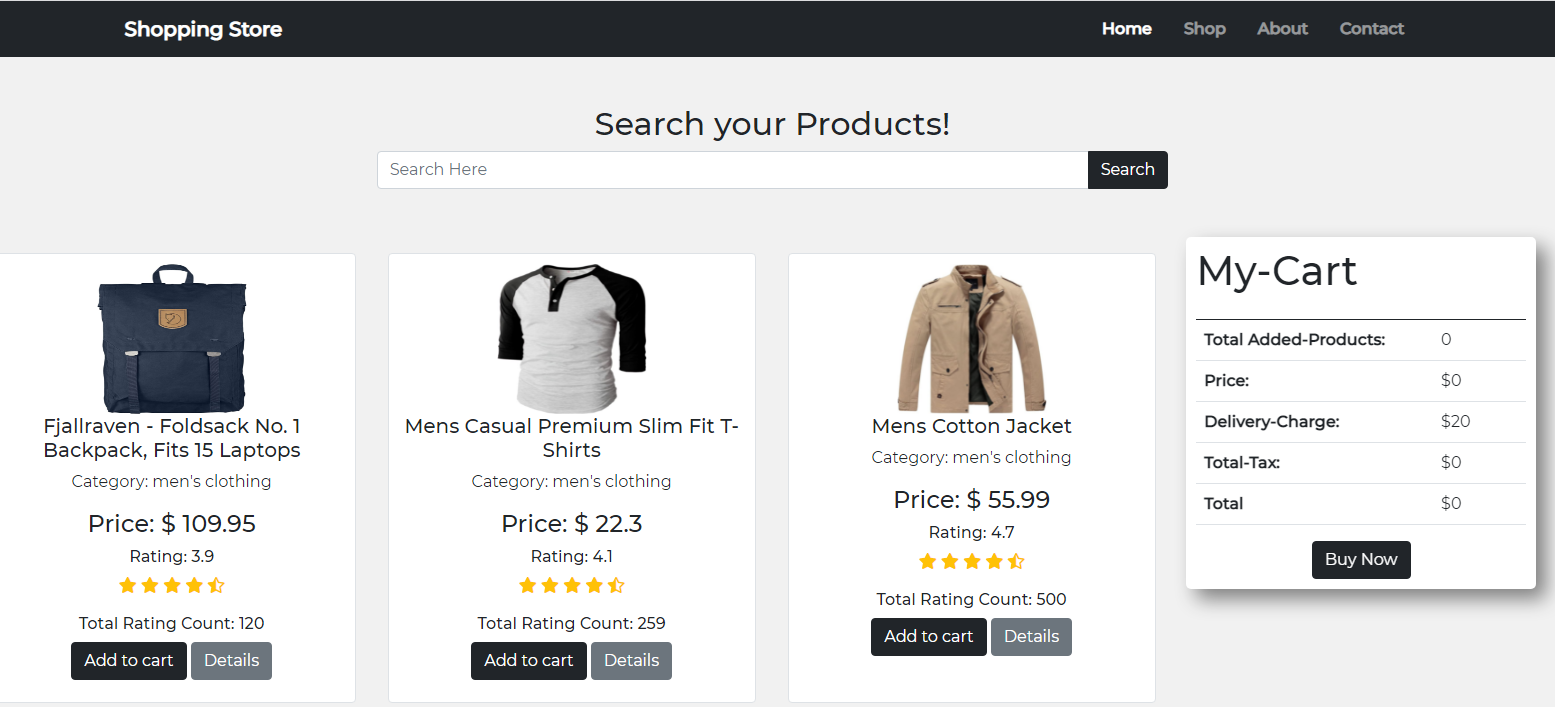 Shopping Store
Home Shop About Contact
Search your Products!
Search Here
Search
Fjallraven - Foldsack No. 1
Backpack, Fits 15 Laptops
Category: men's clothing
Price: $ 109.95
Rating: 3.9
Total Rating Count: 120
Add to cart Details
Mens Casual Premium Slim Fit T-
Shirts
Category: men's clothing
Price: $ 22.3
Rating: 4.1
Total Rating Count: 259
Add to cart Details
Mens Cotton Jacket
Category: men's clothing
Price: $ 55.99
Rating: 4.7
Total Rating Count: 500
Add to cart Details
My-Cart
Total Added-Products: 0
Price: $0
Delivery-Charge: $20
Total-Tax: $0
Total $0
Buy Now